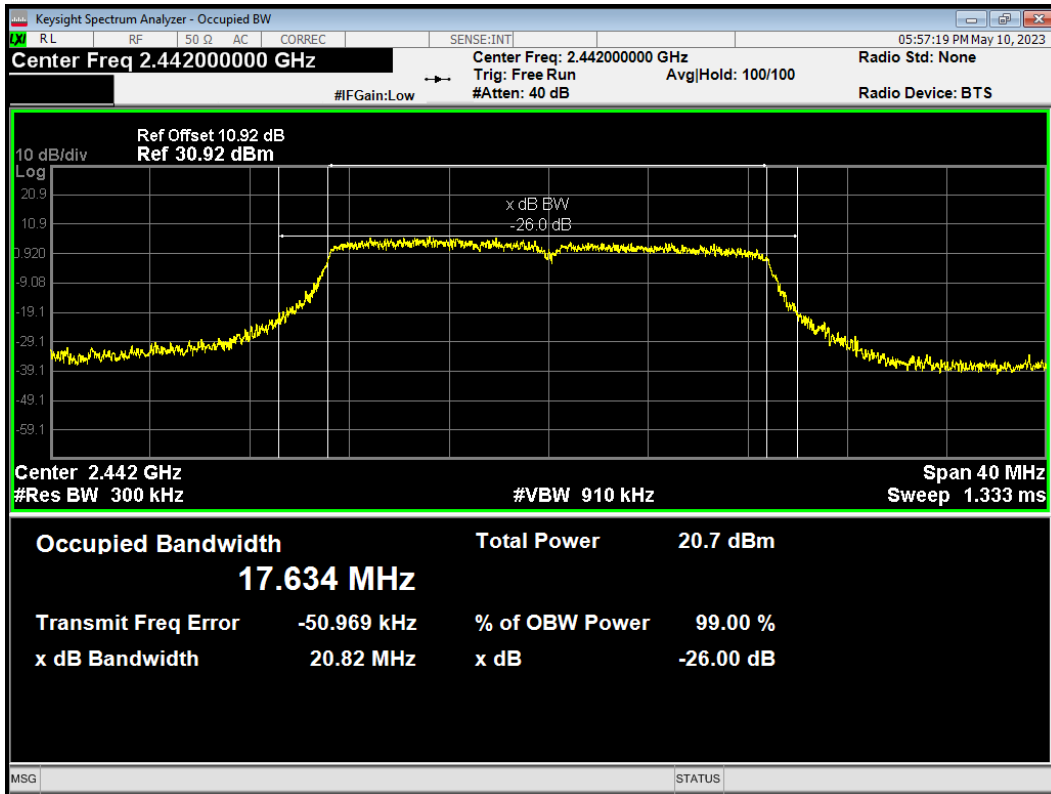 Keysight Spectrum Analyzer - Occupied BW
LXI RL RF 50 Ω AC CORREC SENSE:INT 05:57:19 PM May 10, 2023
Center Freq 2.442000000 GHz
Center Freq: 2.442000000 GHz Radio Std: None
Trig: Free Run Avg|Hold: 100/100
#IFGain:Low #Atten: 40 dB Radio Device: BTS
Ref Offset 10.92 dB
10 dB/div Ref 30.92 dBm
Log
20.9
x dB BW
10.9
-26.0 dB
0.920
-9.08
-19.1
-29.1
-39.1
-49.1
-59.1
Center 2.442 GHz Span 40 MHz
#Res BW 300 kHz #VBW 910 kHz Sweep 1.333 ms
Occupied Bandwidth Total Power 20.7 dBm
17.634 MHz
Transmit Freq Error -50.969 kHz % of OBW Power 99.00 %
x dB Bandwidth 20.82 MHz x dB -26.00 dB
MSG STATUS